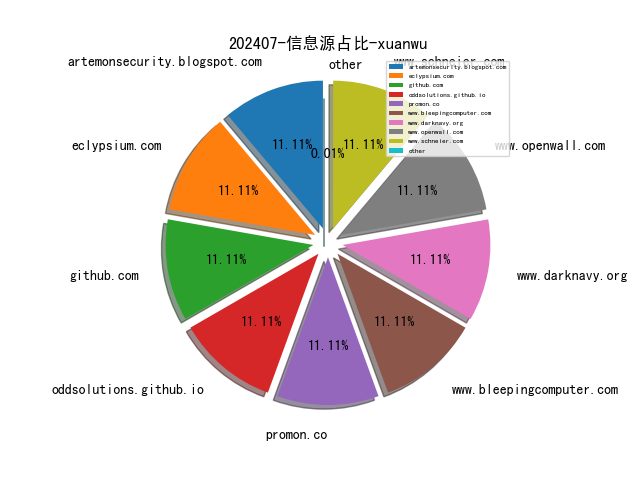 202407-信息源占比-xuanwu
artemonsecurity.blogspot.com
other
www.schneier.com
eclypsium.com
www.openwall.com
github.com
www.darknavy.org
oddsolutions.github.io
www.bleepingcomputer.com
promon.co
11.11%
11.11%
0.01%
11.11%
11.11%
11.11%
11.11%
11.11%
11.11%
11.11%
artemonsecurity.blogspot.com
eclypsium.com
github.com
oddsolutions.github.io
promon.co
www.bleepingcomputer.com
www.darknavy.org
www.openwall.com
www.schneier.com
other